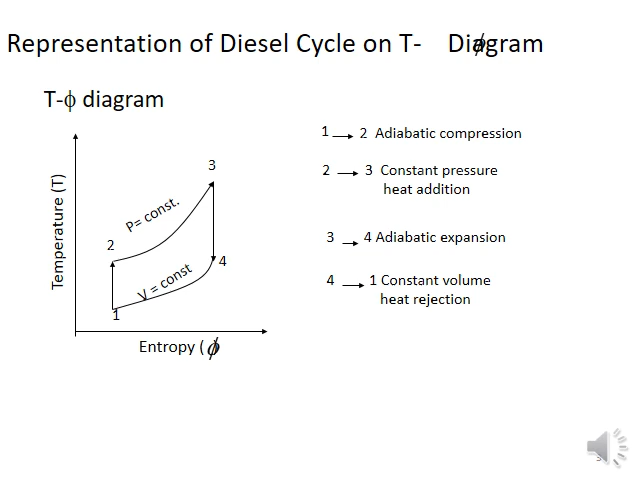 Representation of Diesel Cycle on T- Diagram
T-ϕ diagram
1 → 2 Adiabatic compression
2 → 3 Constant pressure
heat addition
3 → 4 Adiabatic expansion
4 → 1 Constant volume
heat rejection
Temperature (T)
3
P= const.
2
4
V = const
1
Entropy (ϕ